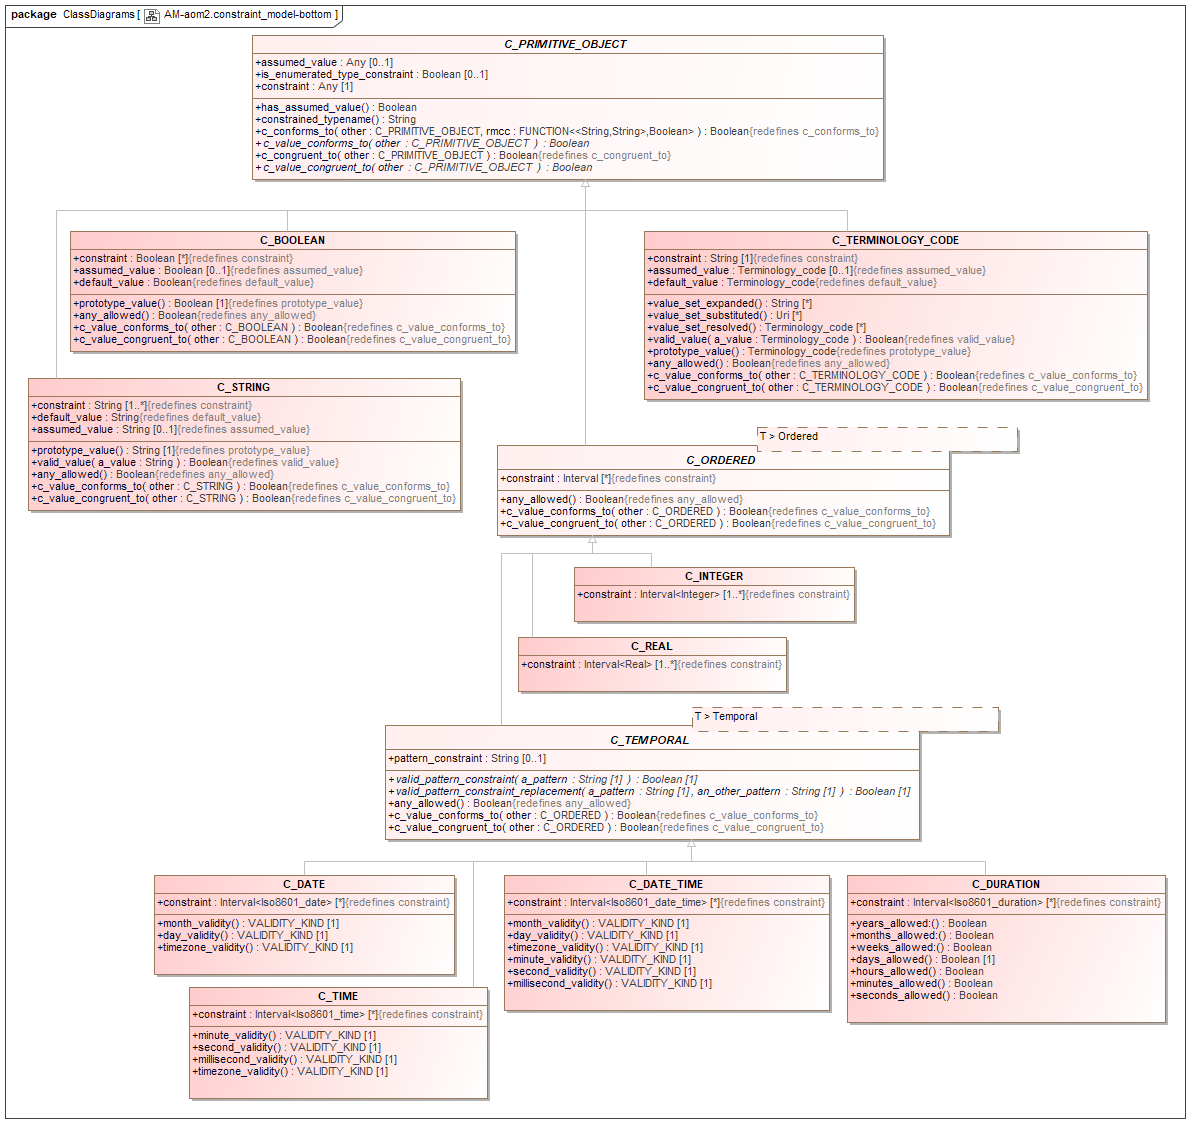 package ClassDiagrams [ AM-aom2.constraint_model-bottom ]
C_PRIMITIVE_OBJECT
+assumed_value : Any [0..1]
+is_enumerated_type_constraint : Boolean [0..1]
+constraint : Any [1]
+has_assumed_value() : Boolean
+constrained_typename() : String
+c_conforms_to( other : C_PRIMITIVE_OBJECT, rmcc : FUNCTION<<String,String>,Boolean> ) : Boolean{redefines c_conforms_to}
+c_value_conforms_to( other : C_PRIMITIVE_OBJECT ) : Boolean
+c_congruent_to( other : C_PRIMITIVE_OBJECT ) : Boolean{redefines c_congruent_to}
+c_value_congruent_to( other : C_PRIMITIVE_OBJECT ) : Boolean
C_BOOLEAN
+constraint : Boolean [*]{redefines constraint}
+assumed_value : Boolean [0..1]{redefines assumed_value}
+default_value : Boolean{redefines default_value}
+prototype_value() : Boolean [1]{redefines prototype_value}
+any_allowed() : Boolean{redefines any_allowed}
+c_value_conforms_to( other : C_BOOLEAN ) : Boolean{redefines c_value_conforms_to}
+c_value_congruent_to( other : C_BOOLEAN ) : Boolean{redefines c_value_congruent_to}
C_TERMINOLOGY_CODE
+constraint : String [1]{redefines constraint}
+assumed_value : Terminology_code [0..1]{redefines assumed_value}
+default_value : Terminology_code{redefines default_value}
+value_set_expanded() : String [*]
+value_set_substituted() : Uri [*]
+value_set_resolved() : Terminology_code [*]
+valid_value( a_value : Terminology_code ) : Boolean{redefines valid_value}
+prototype_value() : Terminology_code{redefines prototype_value}
+any_allowed() : Boolean{redefines any_allowed}
+c_value_conforms_to( other : C_TERMINOLOGY_CODE ) : Boolean{redefines c_value_conforms_to}
+c_value_congruent_to( other : C_TERMINOLOGY_CODE ) : Boolean{redefines c_value_congruent_to}
C_STRING
+constraint : String [1..*]{redefines constraint}
+default_value : String{redefines default_value}
+assumed_value : String [0..1]{redefines assumed_value}
+prototype_value() : String [1]{redefines prototype_value}
+valid_value( a_value : String ) : Boolean{redefines valid_value}
+any_allowed() : Boolean{redefines any_allowed}
+c_value_conforms_to( other : C_STRING ) : Boolean{redefines c_value_conforms_to}
+c_value_congruent_to( other : C_STRING ) : Boolean{redefines c_value_congruent_to}
T > Ordered
C_ORDERED
+constraint : Interval [*]{redefines constraint}
+any_allowed() : Boolean{redefines any_allowed}
+c_value_conforms_to( other : C_ORDERED ) : Boolean{redefines c_value_conforms_to}
+c_value_congruent_to( other : C_ORDERED ) : Boolean{redefines c_value_congruent_to}
C_INTEGER
+constraint : Interval<Integer> [1..*]{redefines constraint}
C_REAL
+constraint : Interval<Real> [1..*]{redefines constraint}
T > Temporal
C_TEMPORAL
+pattern_constraint : String [0..1]
+valid_pattern_constraint( a_pattern : String [1] ) : Boolean [1]
+valid_pattern_constraint_replacement( a_pattern : String [1], an_other_pattern : String [1] ) : Boolean [1]
+any_allowed() : Boolean{redefines any_allowed}
+c_value_conforms_to( other : C_ORDERED ) : Boolean{redefines c_value_conforms_to}
+c_value_congruent_to( other : C_ORDERED ) : Boolean{redefines c_value_congruent_to}
C_DATE
+constraint : Interval<Iso8601_date> [*]{redefines constraint}
+month_validity() : VALIDITY_KIND [1]
+day_validity() : VALIDITY_KIND [1]
+timezone_validity() : VALIDITY_KIND [1]
C_DATE_TIME
+constraint : Interval<Iso8601_date_time> [*]{redefines constraint}
+month_validity() : VALIDITY_KIND [1]
+day_validity() : VALIDITY_KIND [1]
+timezone_validity() : VALIDITY_KIND [1]
+minute_validity() : VALIDITY_KIND [1]
+second_validity() : VALIDITY_KIND [1]
+millisecond_validity() : VALIDITY_KIND [1]
C_DURATION
+constraint : Interval<Iso8601_duration> [*]{redefines constraint}
+years_allowed:() : Boolean
+months_allowed:() : Boolean
+weeks_allowed:() : Boolean
+days_allowed() : Boolean [1]
+hours_allowed() : Boolean
+minutes_allowed() : Boolean
+seconds_allowed() : Boolean
C_TIME
+constraint : Interval<Iso8601_time> [*]{redefines constraint}
+minute_validity() : VALIDITY_KIND [1]
+second_validity() : VALIDITY_KIND [1]
+millisecond_validity() : VALIDITY_KIND [1]
+timezone_validity() : VALIDITY_KIND [1]